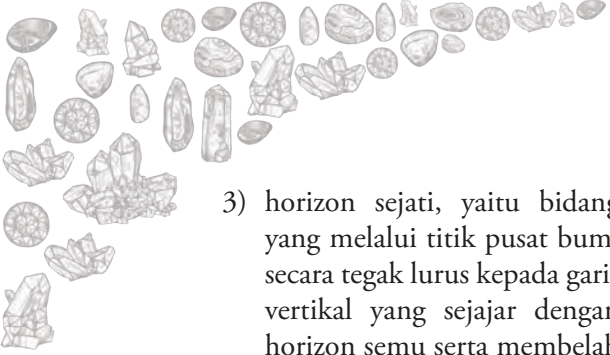 3) horizon sejati, yaitu bidang
yang melalui titik pusat bum
secara tegak lurus kepada gari
vertikal yang sejajar dengan
horizon semu serta membelah